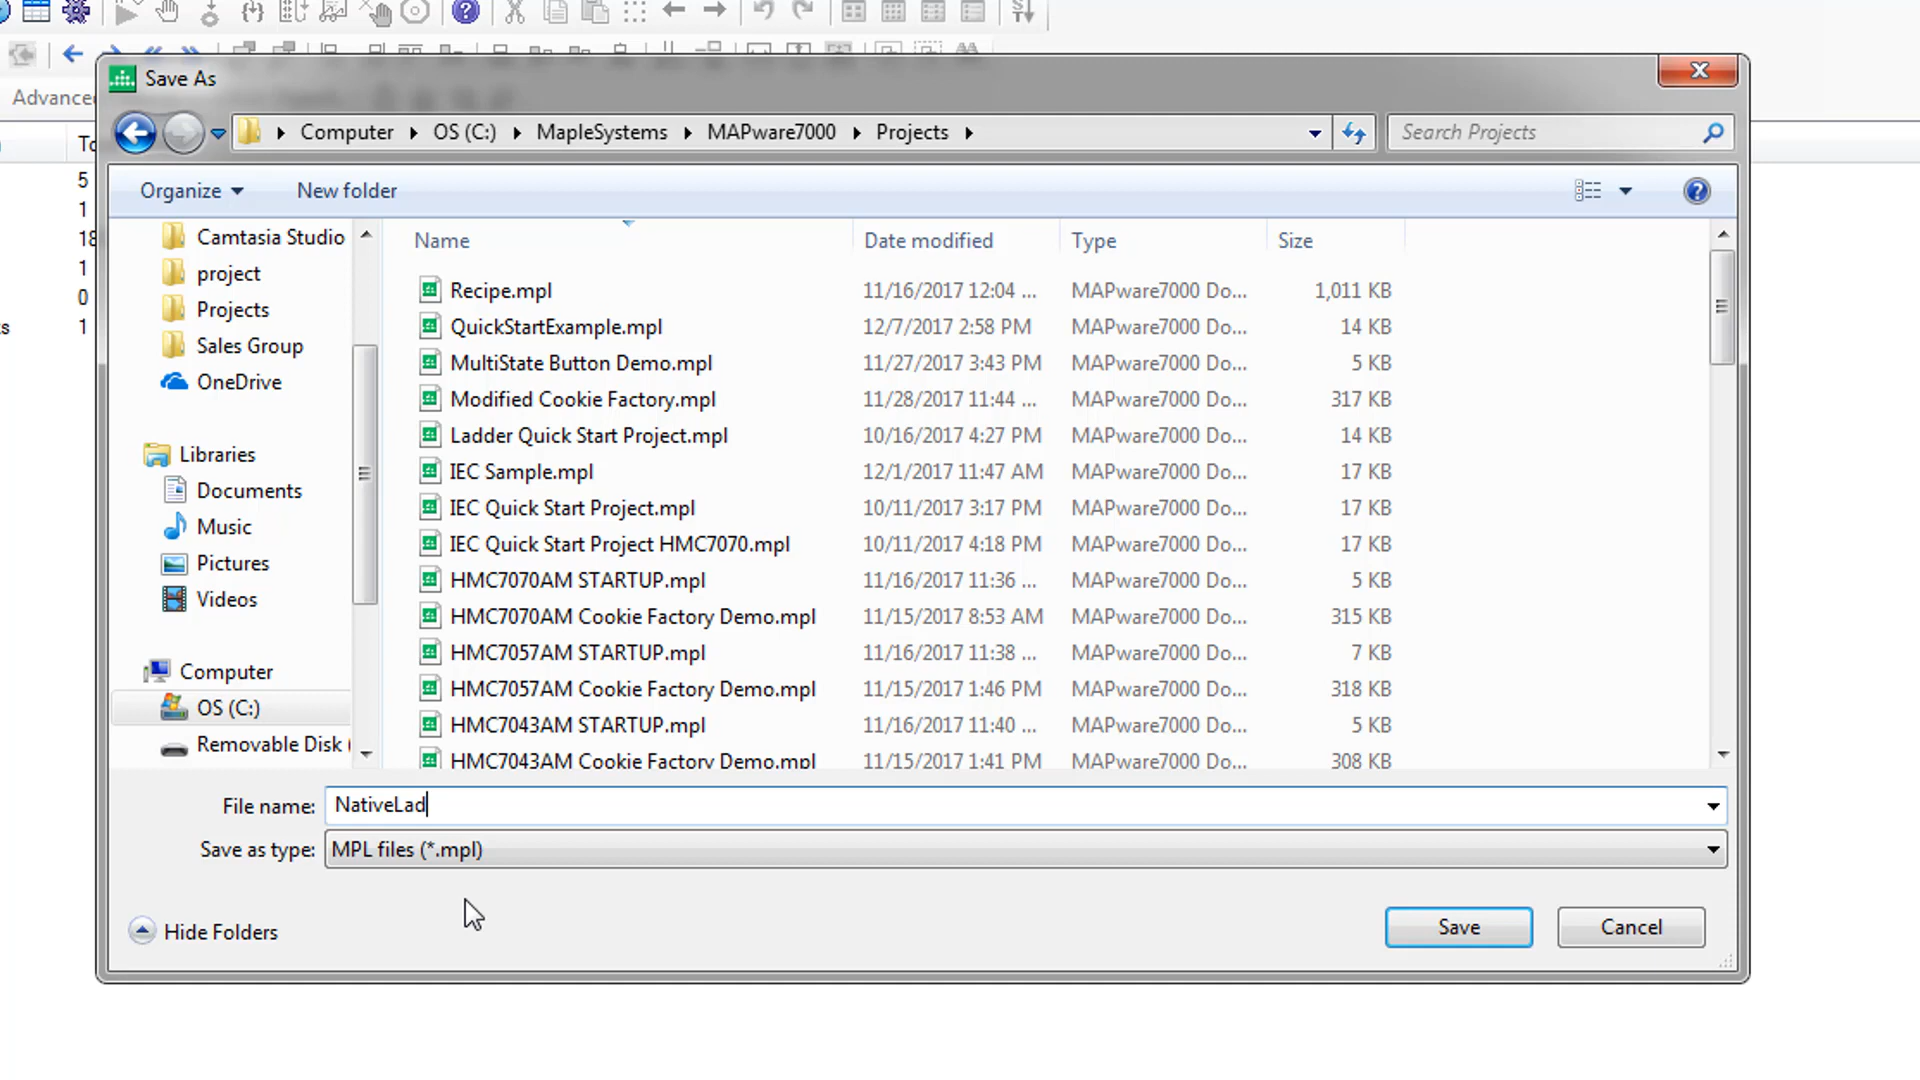 Save As
Advanced
Computer OS (C:) MapleSystems MAPware7000 Projects
Search Projects
Organize New folder
Name Date modified Type Size
5
1
18
1
0
1
Camtasia Studio
project
Projects
Sales Group
OneDrive
Libraries
Documents
Music
Pictures
Videos
Computer
OS (C:)
Removable Disk (
Recipe.mpl 11/16/2017 12:04 ... MAPware7000 Do... 1,011 KB
QuickStartExample.mpl 12/7/2017 2:58 PM MAPware7000 Do... 14 KB
MultiState Button Demo.mpl 11/27/2017 3:43 PM MAPware7000 Do... 5 KB
Modified Cookie Factory.mpl 11/28/2017 11:44 ... MAPware7000 Do... 317 KB
Ladder Quick Start Project.mpl 10/16/2017 4:27 PM MAPware7000 Do... 14 KB
IEC Sample.mpl 12/1/2017 11:47 AM MAPware7000 Do... 17 KB
IEC Quick Start Project.mpl 10/11/2017 3:17 PM MAPware7000 Do... 17 KB
IEC Quick Start Project HMC7070.mpl 10/11/2017 4:18 PM MAPware7000 Do... 17 KB
HMC7070AM STARTUP.mpl 11/16/2017 11:36 ... MAPware7000 Do... 5 KB
HMC7070AM Cookie Factory Demo.mpl 11/15/2017 8:53 AM MAPware7000 Do... 315 KB
HMC7057AM STARTUP.mpl 11/16/2017 11:38 ... MAPware7000 Do... 7 KB
HMC7057AM Cookie Factory Demo.mpl 11/15/2017 1:46 PM MAPware7000 Do... 318 KB
HMC7043AM STARTUP.mpl 11/16/2017 11:40 ... MAPware7000 Do... 5 KB
HMC7043AM Cookie Factory Demo.mpl 11/15/2017 1:41 PM MAPware7000 Do... 308 KB
File name: NativeLad
Save as type: MPL files (*.mpl)
Hide Folders
Save Cancel